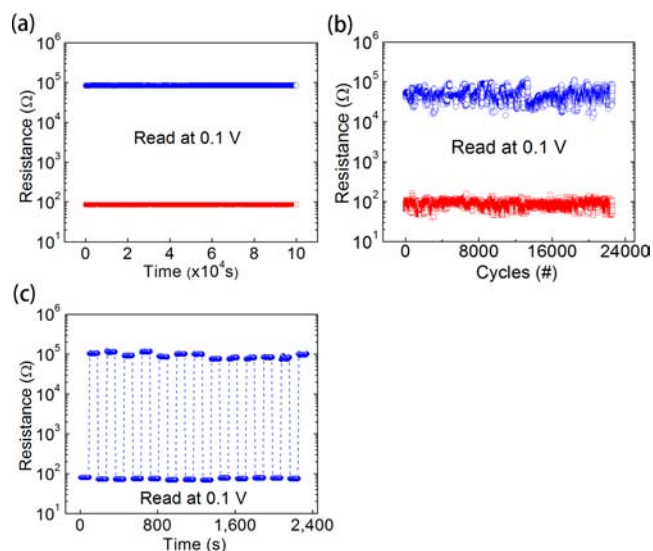 (a)
10⁶
10⁵
10⁴
10³
10²
10¹
Resistance (Ω)
Read at 0.1 V
0 2 4 6 8 10
Time (x10⁴s)
(b)
10⁶
10⁵
10⁴
10³
10²
10¹
Resistance (Ω)
Read at 0.1 V
0 8000 16000 24000
Cycles (#)
(c)
10⁶
10⁵
10⁴
10³
10²
10¹
Resistance (Ω)
Read at 0.1 V
0 800 1,600 2,400
Time (s)